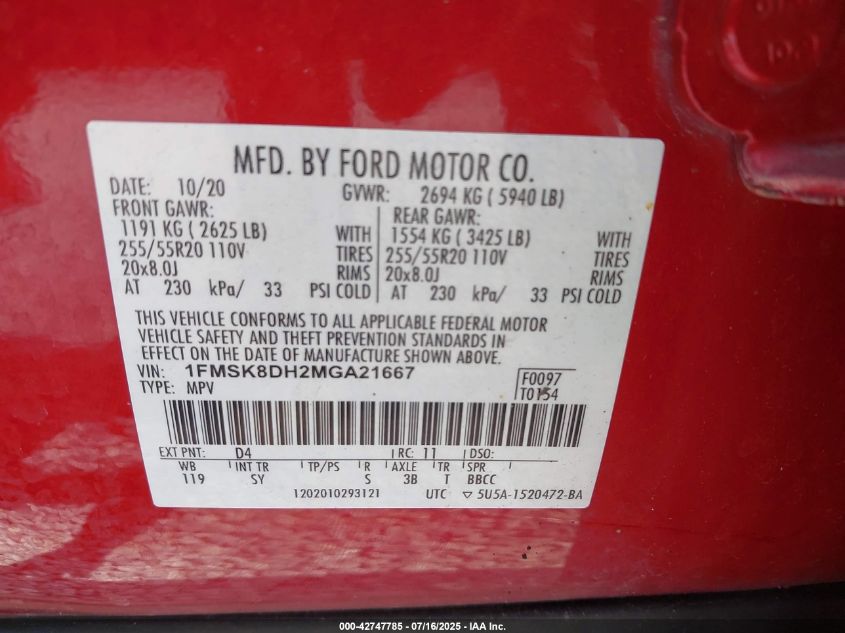 MFD. BY FORD MOTOR CO.
DATE: 10/20 GVWR: 2694 KG ( 5940 LB)
FRONT GAWR: REAR GAWR:
1191 KG ( 2625 LB) WITH 1554 KG ( 3425 LB) WITH
255/55R20 110V TIRES 255/55R20 110V TIRES
20x8.0J RIMS 20x8.0J RIMS
AT 230 kPa/ 33 PSI COLD AT 230 kPa/ 33 PSI COLD
THIS VEHICLE CONFORMS TO ALL APPLICABLE FEDERAL MOTOR
VEHICLE SAFETY AND THEFT PREVENTION STANDARDS IN
EFFECT ON THE DATE OF MANUFACTURE SHOWN ABOVE.
VIN: 1FMSK8DH2MGA21667 F0097
TYPE: MPV T0154
EXT PNT: D4 RC: 11 DSO:
WB INT TR TP/PS R AXLE TR SPR
119 SY S 3B T BBCC
1202010293121 UTC ▽ 5U5A-1520472-BA
000-42747785 - 07/16/2025 - IAA Inc.